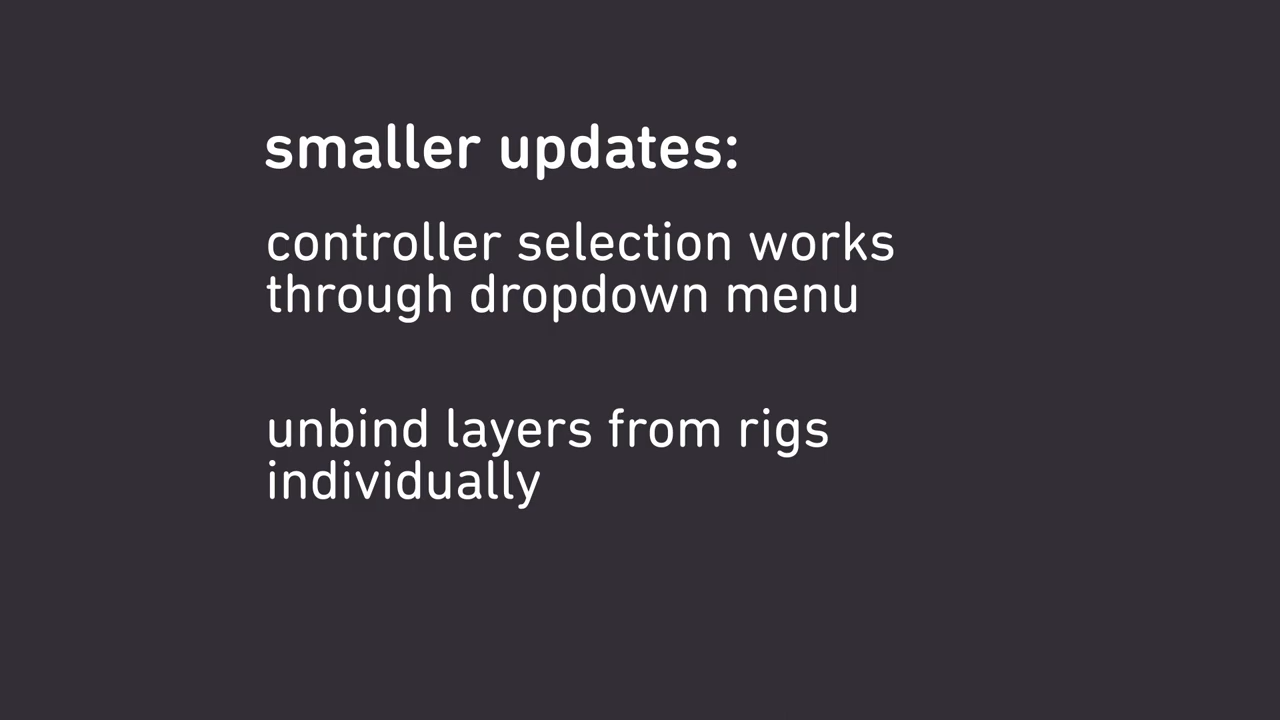 smaller updates:
controller selection works
through dropdown menu
unbind layers from rigs
individually